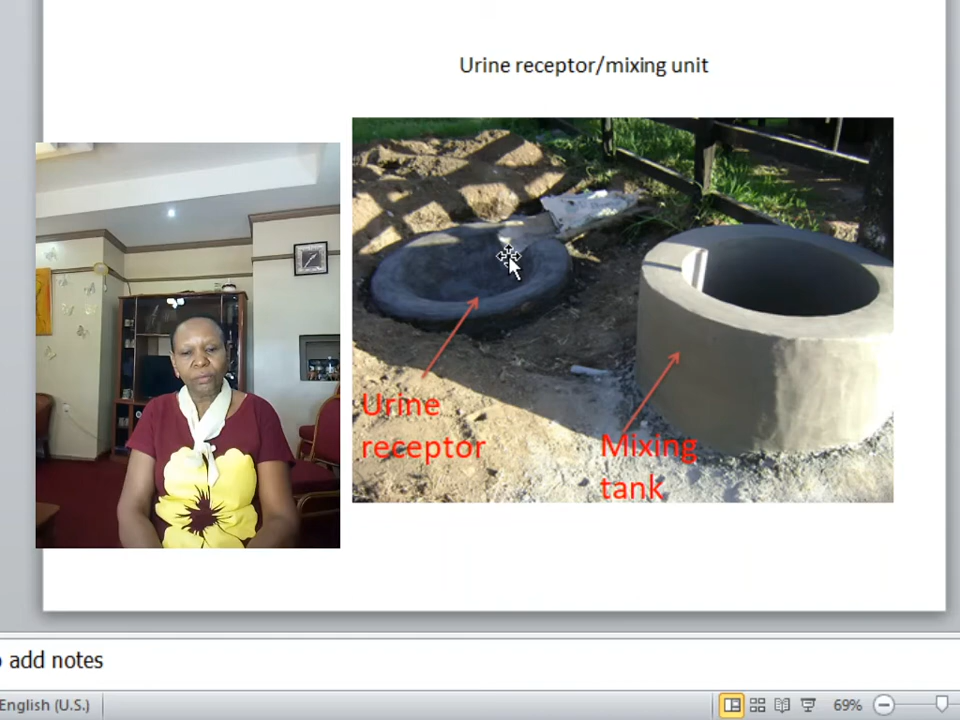 Urine receptor/mixing unit
Urine
receptor
Mixing
tank
add notes
English (U.S.)
69%